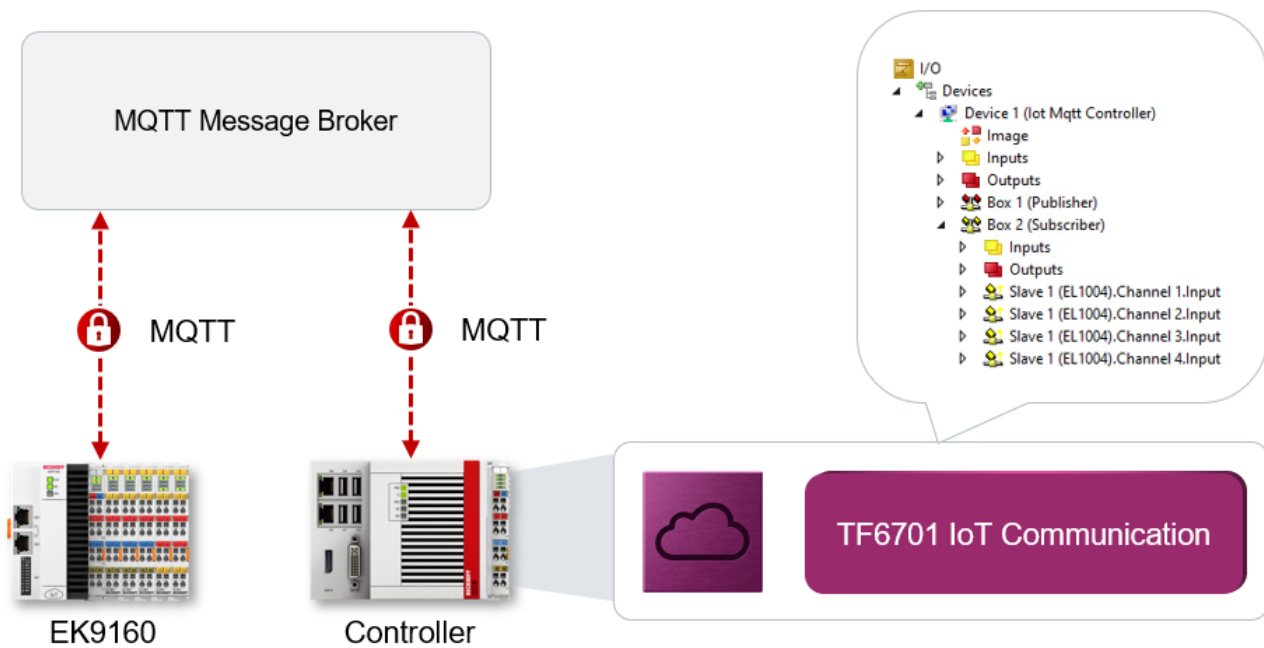 MQTT Message Broker
I/O
Devices
Device 1 (Iot Mqtt Controller)
Image
Inputs
Outputs
Box 1 (Publisher)
Box 2 (Subscriber)
Inputs
Outputs
Slave 1 (EL1004).Channel 1.Input
Slave 1 (EL1004).Channel 2.Input
Slave 1 (EL1004).Channel 3.Input
Slave 1 (EL1004).Channel 4.Input
MQTT
MQTT
BECKHOFF
BECKHOFF
TF6701 IoT Communication
EK9160
Controller